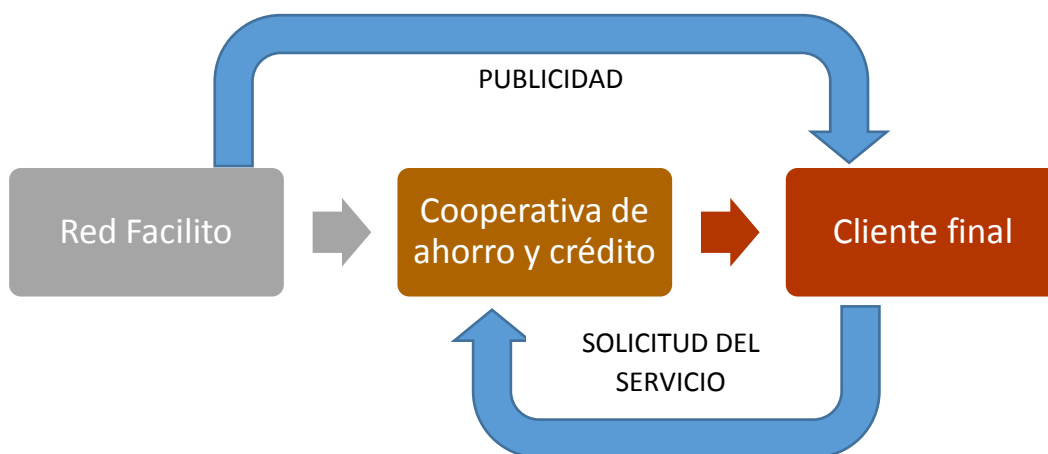 PUBLICIDAD
Red Facilito
Cooperativa de
ahorro y crédito
Cliente final
SOLICITUD DEL
SERVICIO